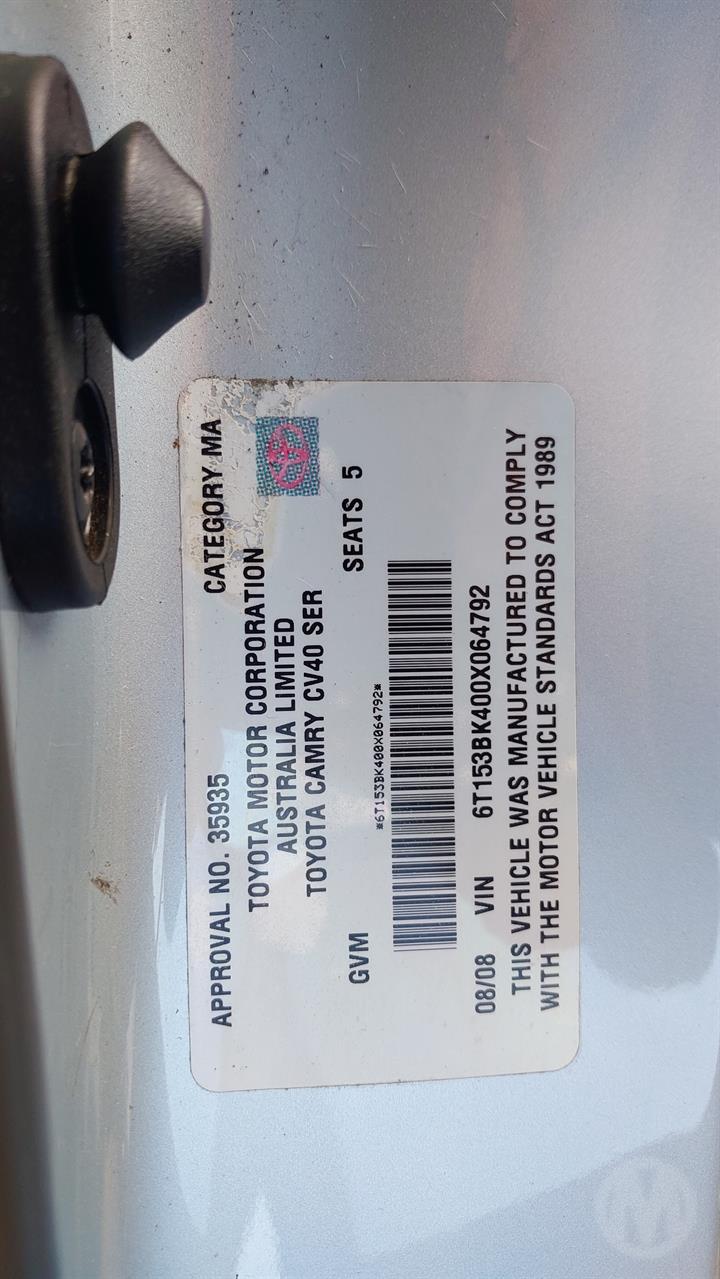 APPROVAL NO. 35935 CATEGORY MA
TOYOTA MOTOR CORPORATION
AUSTRALIA LIMITED
TOYOTA CAMRY CV40 SER
GVM SEATS 5
*6T153BK400X064792*
08/08 VIN 6T153BK400X064792
THIS VEHICLE WAS MANUFACTURED TO COMPLY
WITH THE MOTOR VEHICLE STANDARDS ACT 1989
M